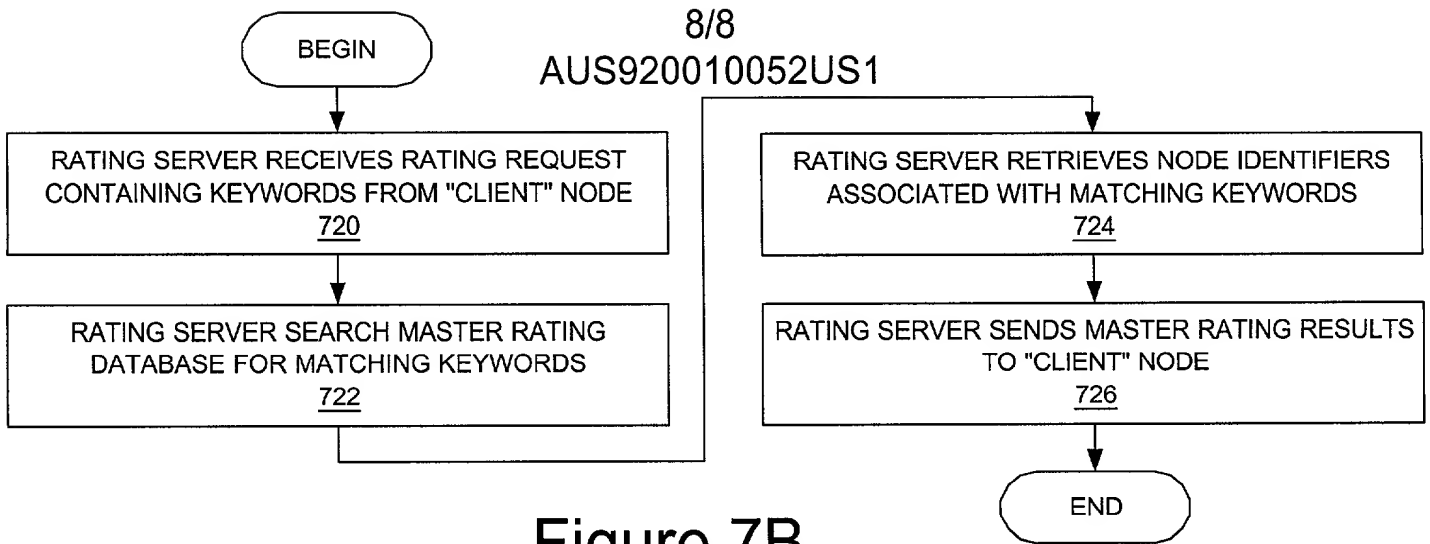 8/8
AUS920010052US1
BEGIN
RATING SERVER RECEIVES RATING REQUEST
CONTAINING KEYWORDS FROM "CLIENT" NODE
720
RATING SERVER SEARCH MASTER RATING
DATABASE FOR MATCHING KEYWORDS
722
RATING SERVER RETRIEVES NODE IDENTIFIERS
ASSOCIATED WITH MATCHING KEYWORDS
724
RATING SERVER SENDS MASTER RATING RESULTS
TO "CLIENT" NODE
726
END
Figure 7B